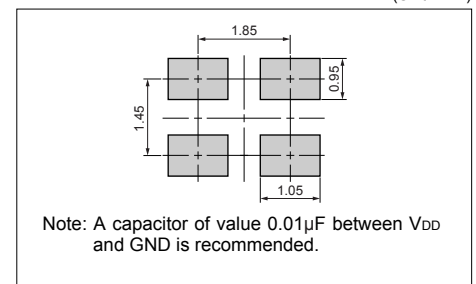 1.85
0.95
1.45
1.05
Note: A capacitor of value 0.01µF between VDD
and GND is recommended.